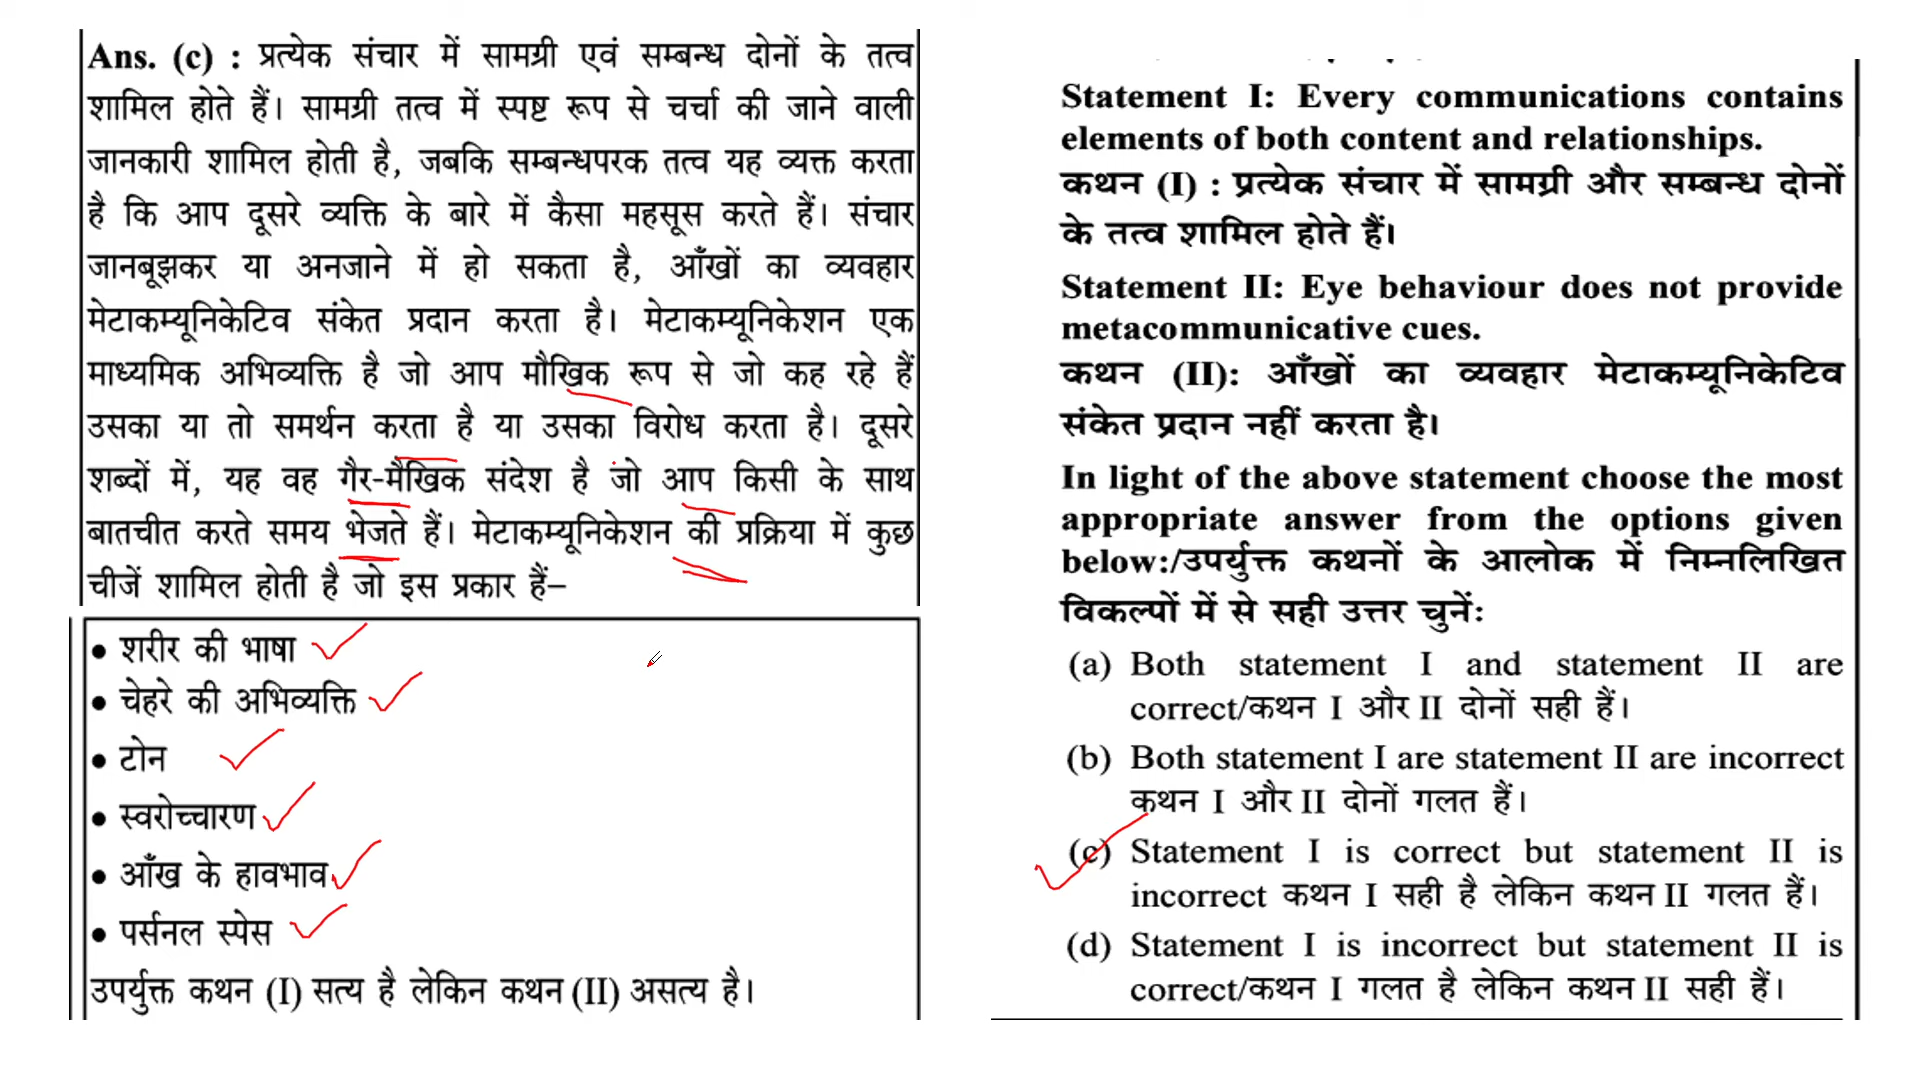 Ans. (c) : प्रत्येक संचार में सामग्री एवं सम्बन्ध दोनों के तत्व
शामिल होते हैं। सामग्री तत्व में स्पष्ट रूप से चर्चा की जाने वाली
जानकारी शामिल होती है, जबकि सम्बन्धपरक तत्व यह व्यक्त करता
है कि आप दूसरे व्यक्ति के बारे में कैसा महसूस करते हैं। संचार
जानबूझकर या अनजाने में हो सकता है, आँखों का व्यवहार
मेटाकम्यूनिकेटिव संकेत प्रदान करता है। मेटाकम्यूनिकेशन एक
माध्यमिक अभिव्यक्ति है जो आप मौखिक रूप से जो कह रहे हैं
उसका या तो समर्थन करता है या उसका विरोध करता है। दूसरे
शब्दों में, यह वह गैर-मैखिक संदेश है जो आप किसी के साथ
बातचीत करते समय भेजते हैं। मेटाकम्यूनिकेशन की प्रक्रिया में कुछ
चीजें शामिल होती है जो इस प्रकार हैं–
• शरीर की भाषा
• चेहरे की अभिव्यक्ति
• टोन
• स्वरोच्चारण
• आँख के हावभाव
• पर्सनल स्पेस
उपर्युक्त कथन (I) सत्य है लेकिन कथन (II) असत्य है।
Statement I: Every communications contains
elements of both content and relationships.
कथन (I) : प्रत्येक संचार में सामग्री और सम्बन्ध दोनों
के तत्व शामिल होते हैं।
Statement II: Eye behaviour does not provide
metacommunicative cues.
कथन (II): आँखों का व्यवहार मेटाकम्यूनिकेटिव
संकेत प्रदान नहीं करता है।
In light of the above statement choose the most
appropriate answer from the options given
below:/उपर्युक्त कथनों के आलोक में निम्नलिखित
विकल्पों में से सही उत्तर चुनें:
(a) Both statement I and statement II are
correct/कथन I और II दोनों सही हैं।
(b) Both statement I are statement II are incorrect
कथन I और II दोनों गलत हैं।
(c) Statement I is correct but statement II is
incorrect कथन I सही है लेकिन कथन II गलत हैं।
(d) Statement I is incorrect but statement II is
correct/कथन I गलत है लेकिन कथन II सही हैं।